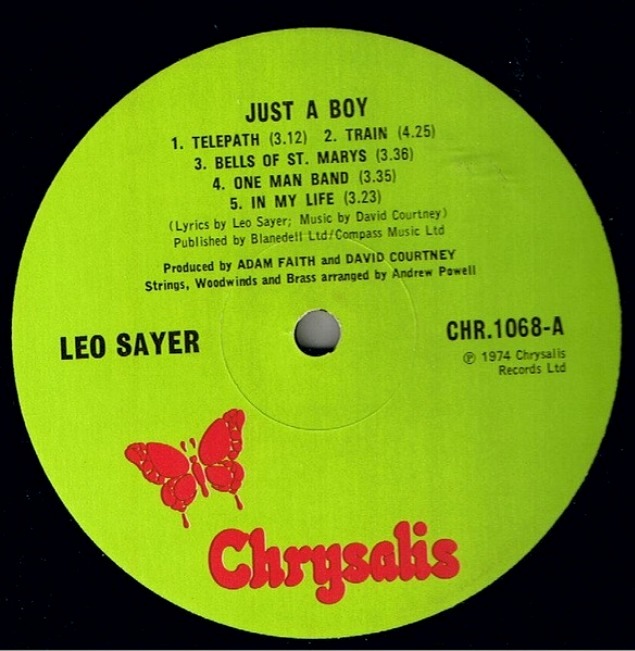 JUST A BOY
1. TELEPATH (3.12) 2. TRAIN (4.25)
3. BELLS OF ST. MARYS (3.36)
4. ONE MAN BAND (3.35)
5. IN MY LIFE (3.23)
(Lyrics by Leo Sayer; Music by David Courtney)
Published by Blanedell Ltd/Compass Music Ltd
Produced by ADAM FAITH and DAVID COURTNEY
Strings, Woodwinds and Brass arranged by Andrew Powell
LEO SAYER
CHR.1068-A
℗ 1974 Chrysalis
Records Ltd
Chrysalis